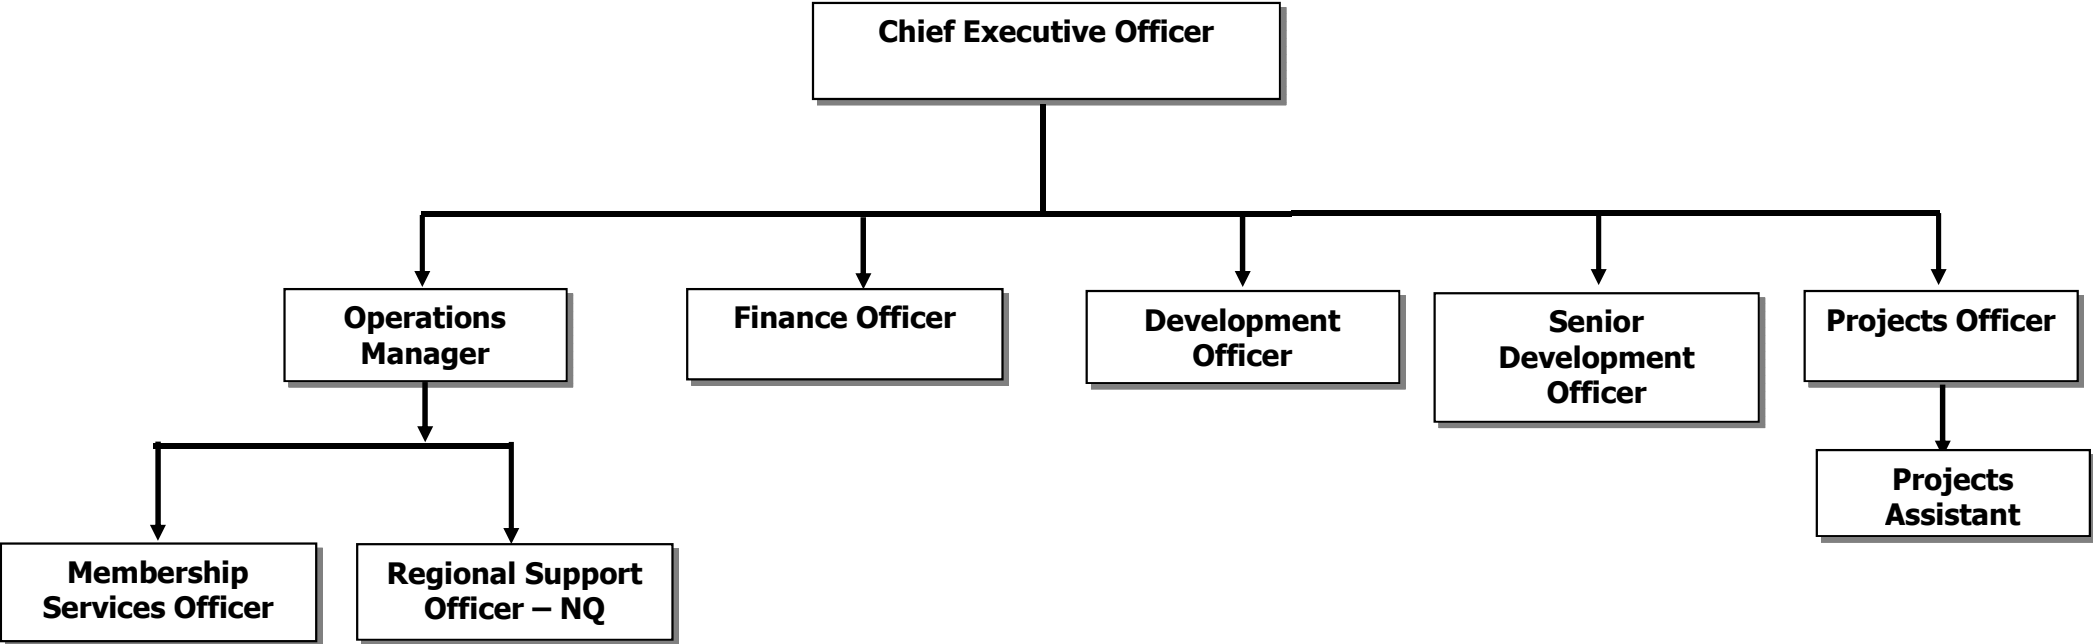 Chief Executive Officer
Operations
Manager
Finance Officer
Development
Officer
Senior
Development
Officer
Projects Officer
Projects
Assistant
Membership
Services Officer
Regional Support
Officer – NQ